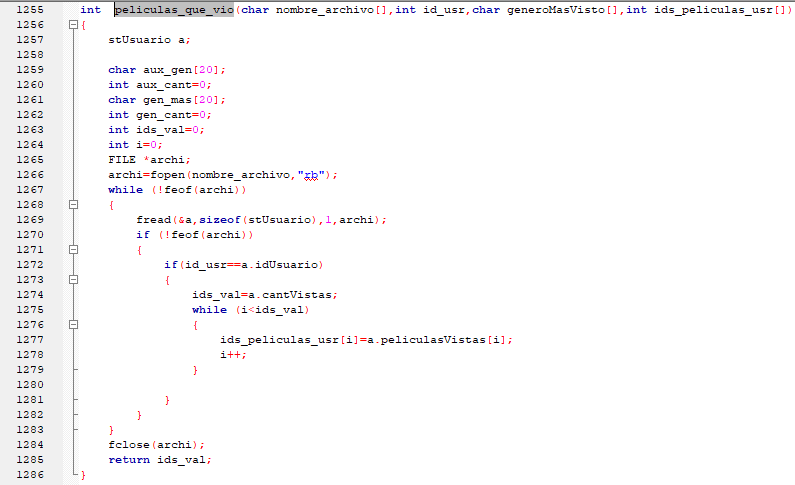 1255 int peliculas_que_vio(char nombre_archivo[],int id_usr,char generoMasVisto[],int ids_peliculas_usr[])
1256 {
1257 stUsuario a;
1258
1259 char aux_gen[20];
1260 int aux_cant=0;
1261 char gen_mas[20];
1262 int gen_cant=0;
1263 int ids_val=0;
1264 int i=0;
1265 FILE *archi;
1266 archi=fopen(nombre_archivo,"rb");
1267 while (!feof(archi))
1268 {
1269 fread(&a,sizeof(stUsuario),1,archi);
1270 if (!feof(archi))
1271 {
1272 if(id_usr==a.idUsuario)
1273 {
1274 ids_val=a.cantVistas;
1275 while (i<ids_val)
1276 {
1277 ids_peliculas_usr[i]=a.peliculasVistas[i];
1278 i++;
1279 }
1280
1281 }
1282 }
1283 }
1284 fclose(archi);
1285 return ids_val;
1286 }